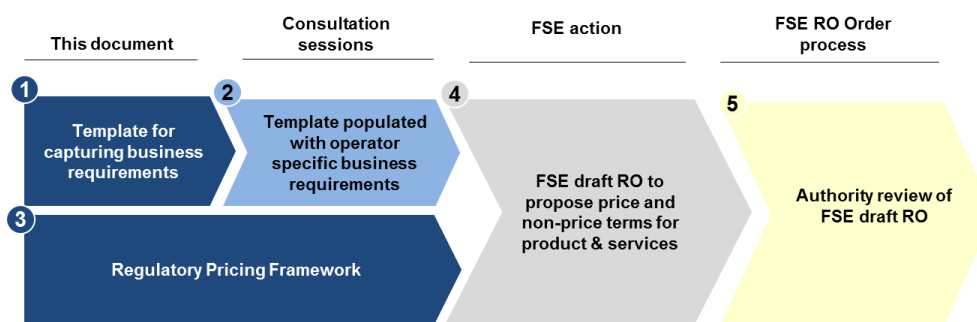 This document
Consultation
sessions
FSE action
FSE RO Order
process
1
Template for
capturing business
requirements
2
Template populated
with operator
specific business
requirements
3
Regulatory Pricing Framework
4
FSE draft RO to
propose price and
non-price terms for
product & services
5
Authority review of
FSE draft RO